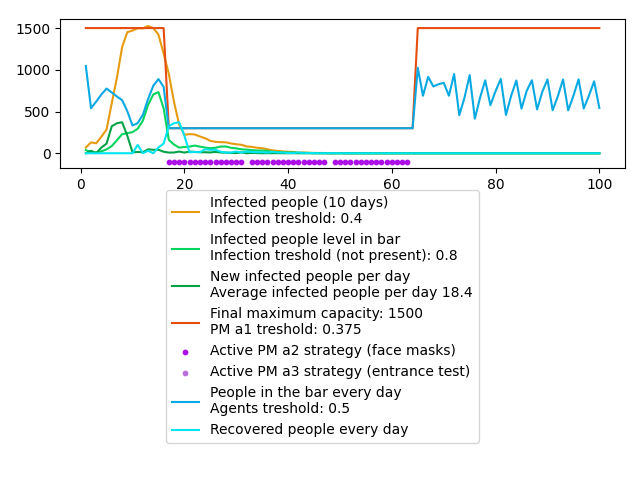 1500
1000
500
0
0
20
40
60
80
100
Infected people (10 days)
Infection treshold: 0.4
Infected people level in bar
Infection treshold (not present): 0.8
New infected people per day
Average infected people per day 18.4
Final maximum capacity: 1500
PM a1 treshold: 0.375
Active PM a2 strategy (face masks)
Active PM a3 strategy (entrance test)
People in the bar every day
Agents treshold: 0.5
Recovered people every day